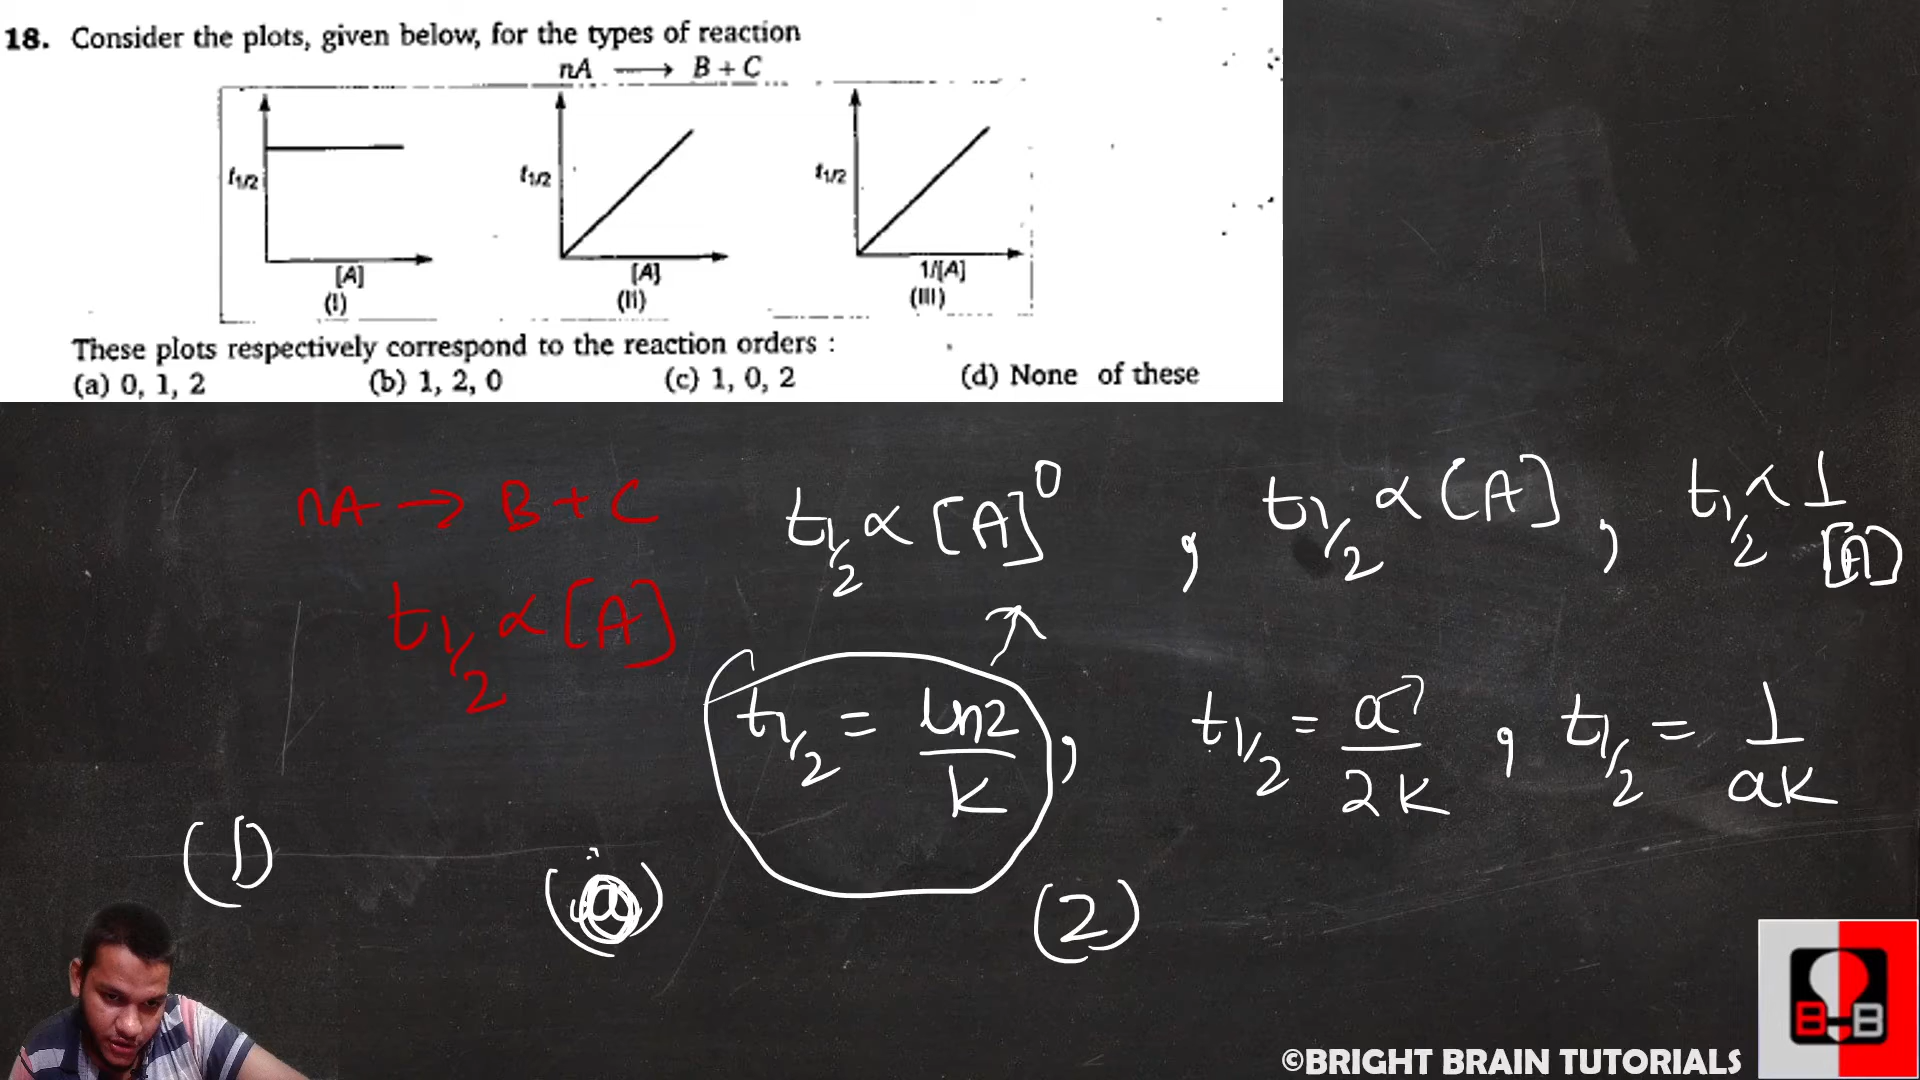 18. Consider the plots, given below, for the types of reaction
nA ⟶ B + C
t1/2 t1/2 t1/2
[A] [A] 1/[A]
(I) (II) (III)
These plots respectively correspond to the reaction orders :
(a) 0, 1, 2 (b) 1, 2, 0 (c) 1, 0, 2 (d) None of these
nA → B + C
t1/2 ∝ [A]
t1/2 ∝ [A]^0 , t1/2 ∝ [A] , t1/2 ∝ 1/[A]
t1/2 = ln2/k , t1/2 = a/2k , t1/2 = 1/ak
(1) (2)
B B
©BRIGHT BRAIN TUTORIALS